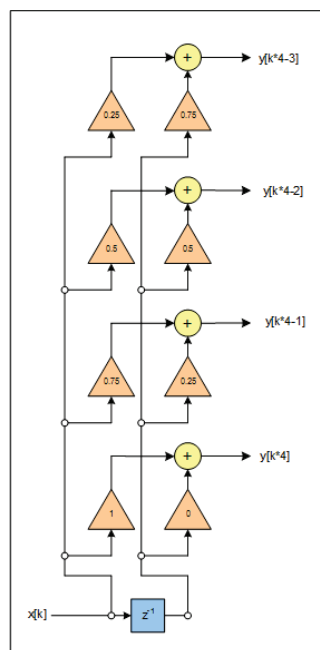 + y[k*4-3]
0.25 0.75
+ y[k*4-2]
0.5 0.5
+ y[k*4-1]
0.75 0.25
+ y[k*4]
1 0
x[k] z⁻¹